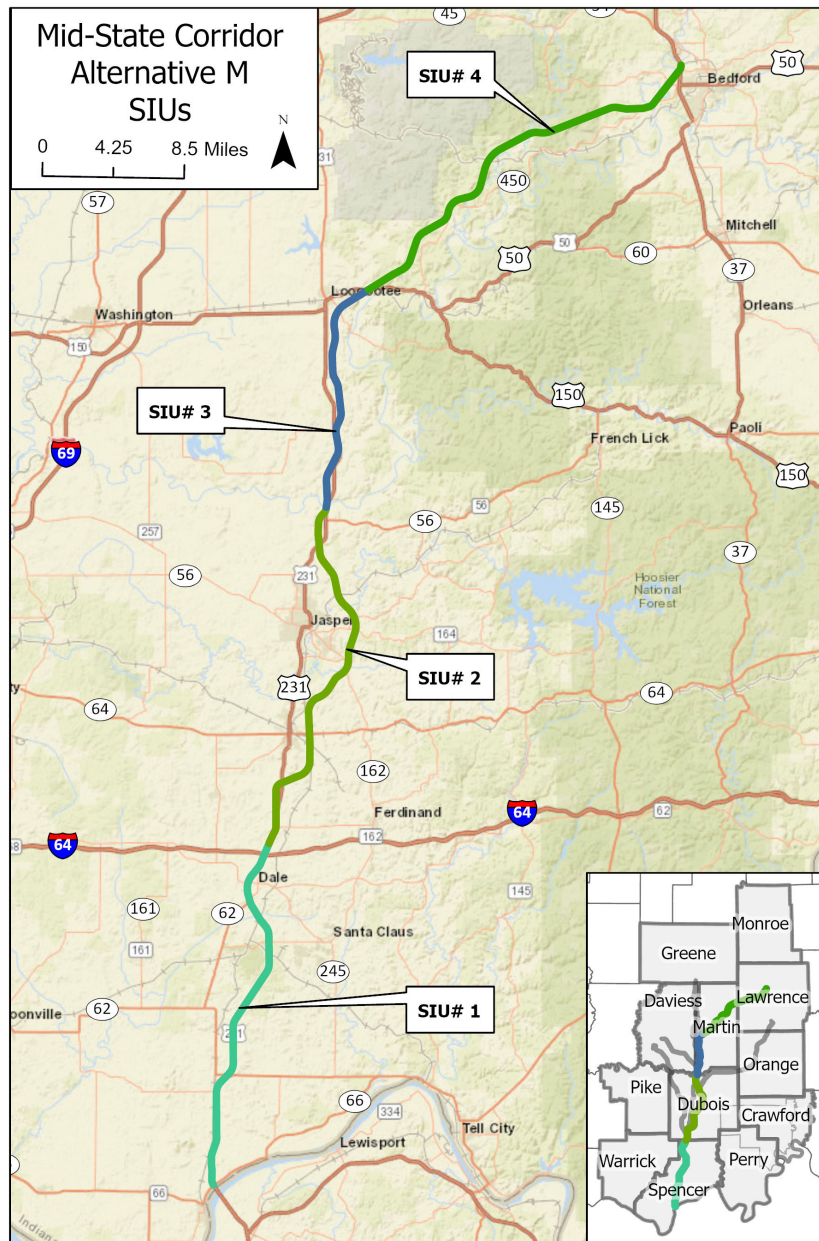 Mid-State Corridor
Alternative M
SIUs
0 4.25 8.5 Miles
N
45
SIU# 4
Bedford
50
50
31
57
450
Mitchell
50
60
50
37
Orleans
Washington
150
SIU# 3
150
French Lick
Paoli
69
150
56
56
145
257
37
56
231
Hoosier
National
Forest
Jasper
164
SIU# 2
231
64
64
162
64
62
Ferdinand
64
162
Dale
145
161
62
161
Santa Claus
245
62
oonville
SIU# 1
66
334
Lewisport
Tell City
66
Monroe
Greene
Daviess
Lawrence
Martin
Orange
Pike
Dubois
Crawford
Warrick
Perry
Spencer